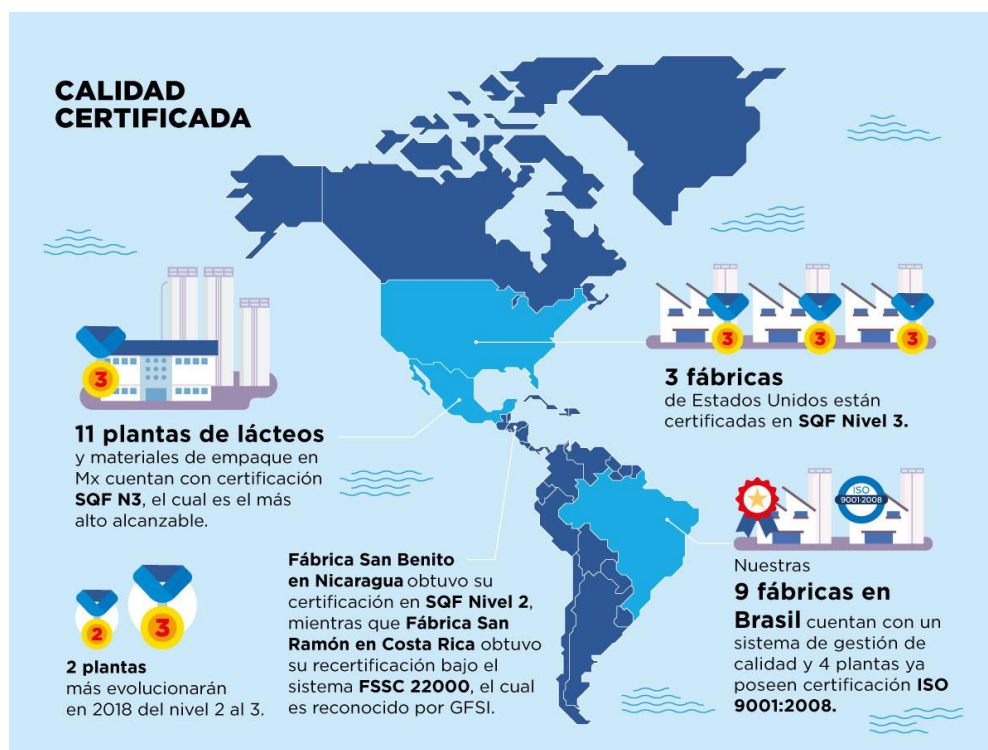 CALIDAD
CERTIFICADA
3
11 plantas de lácteos
y materiales de empaque en
Mx cuentan con certificación
SQF N3, el cual es el más
alto alcanzable.
3
3
3
3 fábricas
de Estados Unidos están
certificadas en SQF Nivel 3.
2
3
2 plantas
más evolucionarán
en 2018 del nivel 2 al 3.
Fábrica San Benito
en Nicaragua obtuvo su
certificación en SQF Nivel 2,
mientras que Fábrica San
Ramón en Costa Rica obtuvo
su recertificación bajo el
sistema FSSC 22000, el cual
es reconocido por GFSI.
ISO
9001:2008
Nuestras
9 fábricas en
Brasil cuentan con un
sistema de gestión de
calidad y 4 plantas ya
poseen certificación ISO
9001:2008.